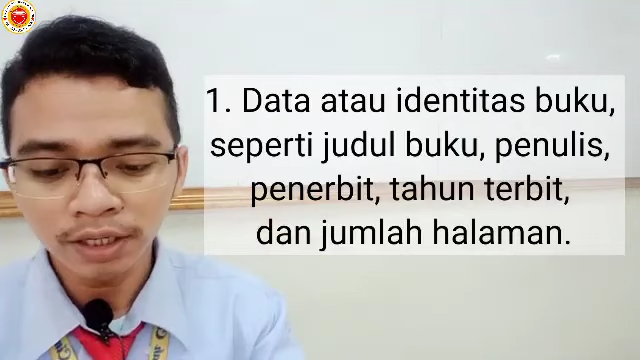 1. Data atau identitas buku,
seperti judul buku, penulis,
penerbit, tahun terbit,
dan jumlah halaman.